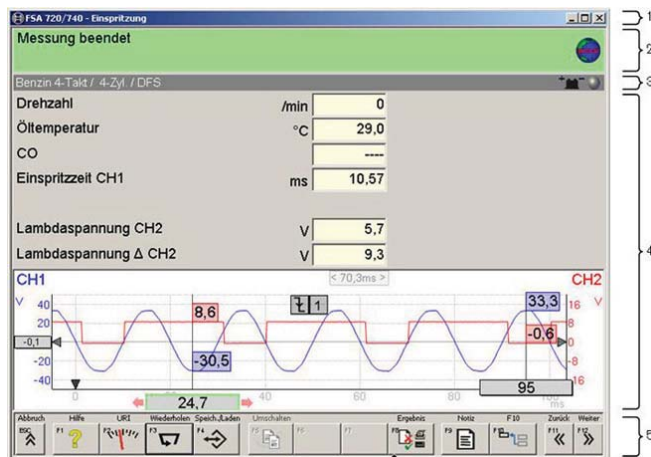 FSA 720/740 - Einspritzung
1
Messung beendet
2
Benzin 4-Takt / 4-Zyl. / DFS
3
Drehzahl /min 0
Öltemperatur °C 29,0
CO ----
Einspritzzeit CH1 ms 10,57
4
Lambdaspannung CH2 V 5,7
Lambdaspannung Δ CH2 V 9,3
CH1 < 70,3ms > CH2
V 40 8,6 1 33,3 16 V
20 8
-0,1 -0,6
-20 -30,5 -8
-40 95 16
0 20 40 60 80 100
24,7 ms
Abbruch Hilfe URI Wiederholen Speich./Laden Umschalten Ergebnis Notiz F10 Zurück Weiter
ESC F1 ? F2 F3 F4 F5 F6 F7 F8 F9 F10 F11 F12
5